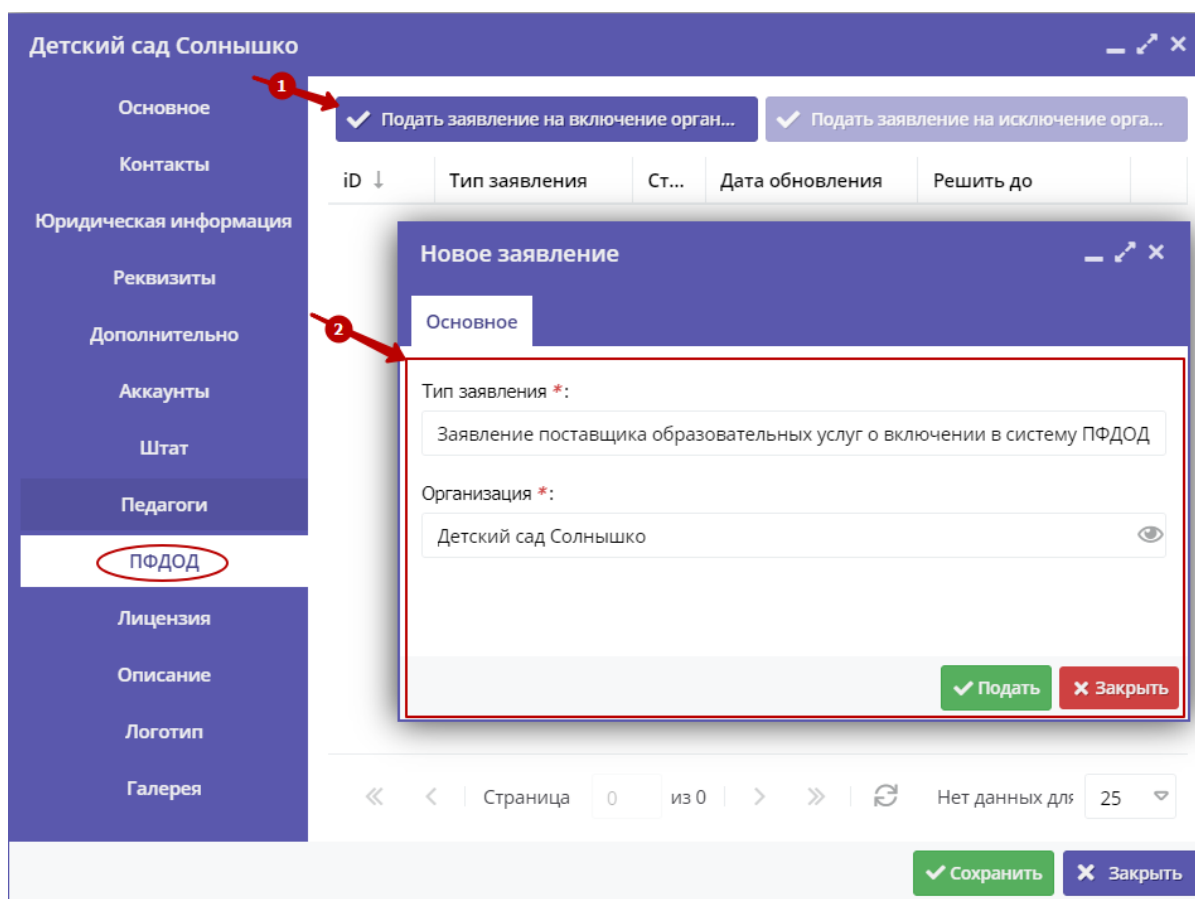 Детский сад Солнышко
Основное
Контакты
Юридическая информация
Реквизиты
Дополнительно
Аккаунты
Штат
Педагоги
ПФДОД
Лицензия
Описание
Логотип
Галерея
1
Подать заявление на включение орган...
Подать заявление на исключение орга...
iD
Тип заявления
Ст...
Дата обновления
Решить до
Новое заявление
2
Основное
Тип заявления *:
Заявление поставщика образовательных услуг о включении в систему ПФДОД
Организация *:
Детский сад Солнышко
Подать
Закрыть
Страница 0 из 0
Нет данных для
25
Сохранить
Закрыть